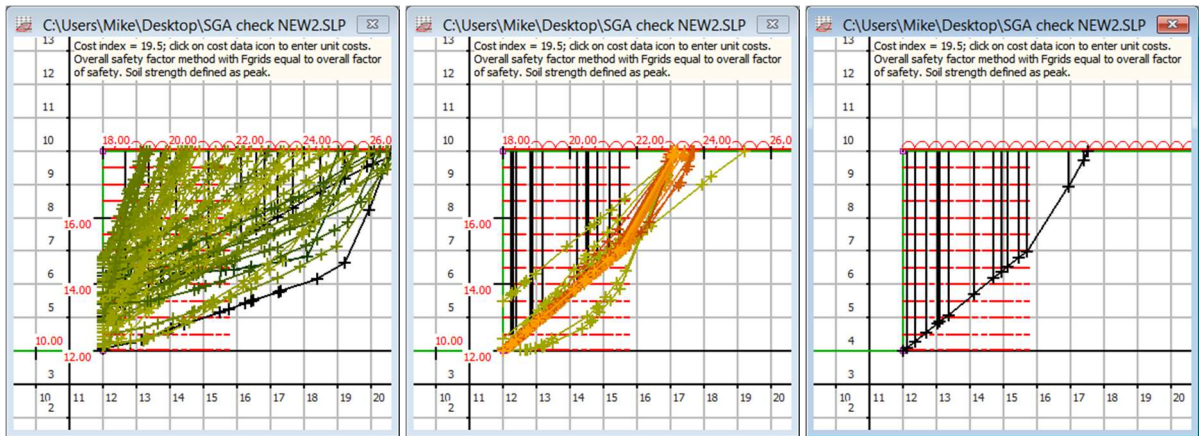 C:\Users\Mike\Desktop\SGA check NEW2.SLP
Cost index = 19.5; click on cost data icon to enter unit costs.
Overall safety factor method with Fgrids equal to overall factor
of safety. Soil strength defined as peak.
13
12
11
18.00 20.00 22.00 24.00 26.0
10
9
8
16.00
7
6
14.00
5
10.00
4
12.00
3
10 11 12 13 14 15 16 17 18 19 20
2
C:\Users\Mike\Desktop\SGA check NEW2.SLP
Cost index = 19.5; click on cost data icon to enter unit costs.
Overall safety factor method with Fgrids equal to overall factor
of safety. Soil strength defined as peak.
13
12
11
18.00 20.00 22.00 24.00 26.0
10
9
8
16.00
7
6
14.00
5
10.00
4
12.00
3
10 11 12 13 14 15 16 17 18 19 20
2
C:\Users\Mike\Desktop\SGA check NEW2.SLP
Cost index = 19.5; click on cost data icon to enter unit costs.
Overall safety factor method with Fgrids equal to overall factor
of safety. Soil strength defined as peak.
13
12
11
10
9
8
7
6
5
4
3
10 11 12 13 14 15 16 17 18 19 20
2